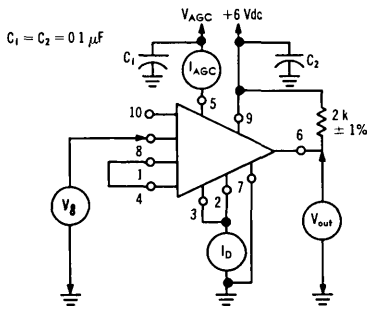 V_AGC +6 Vdc
C₁ = C₂ = 0 1 μF
C₁
I_AGC
C₂
5
10
9
2 k
± 1%
8
6
1
7
4
2
3
V_8
I_D
V_out